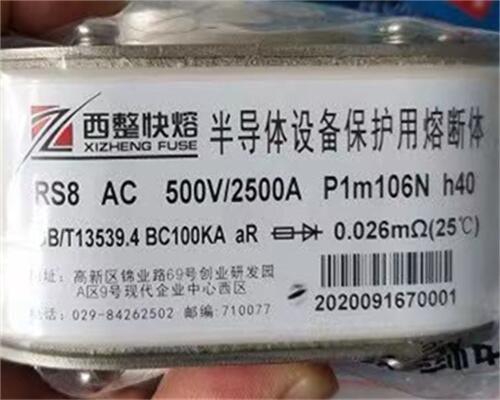 西整快熔
XIZHENG FUSE
半导体设备保护用熔断体
RS8 AC 500V/2500A P1m106N h40
B/T13539.4 BC100KA aR 0.026mΩ(25℃)
址: 高新区锦业路69号创业研发园
A区9号现代企业中心西区
电话: 029-84262502 邮编:710077
2020091670001